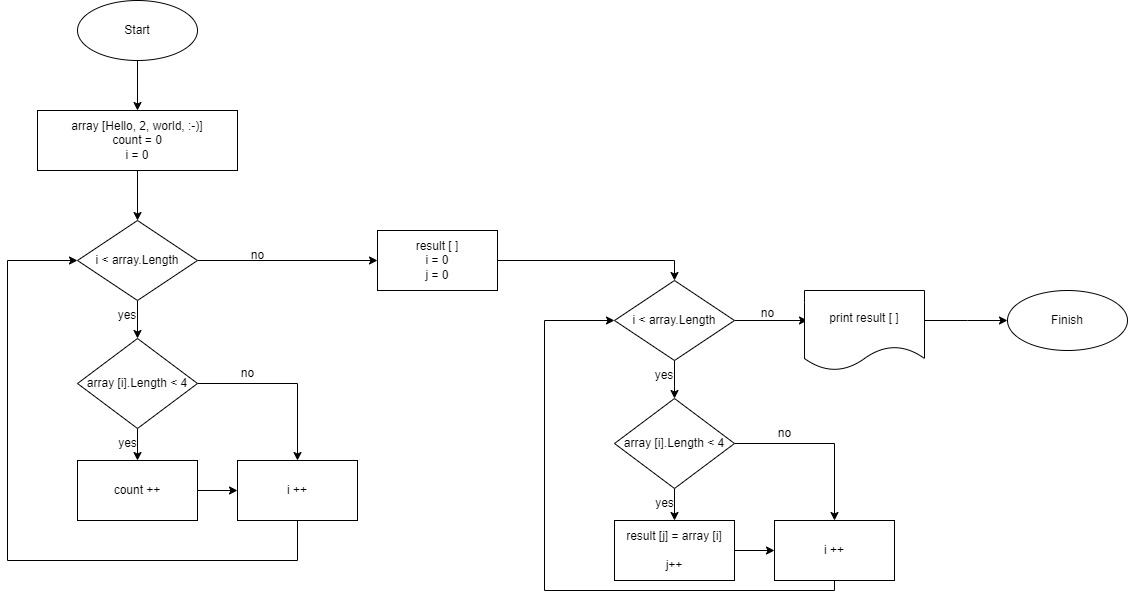 Start
array [Hello, 2, world, :-)]
count = 0
i = 0
i < array.Length
no
yes
array [i].Length < 4
no
yes
count ++
i ++
result [ ]
i = 0
j = 0
i < array.Length
no
yes
array [i].Length < 4
no
yes
result [j] = array [i]
j++
i ++
print result [ ]
Finish